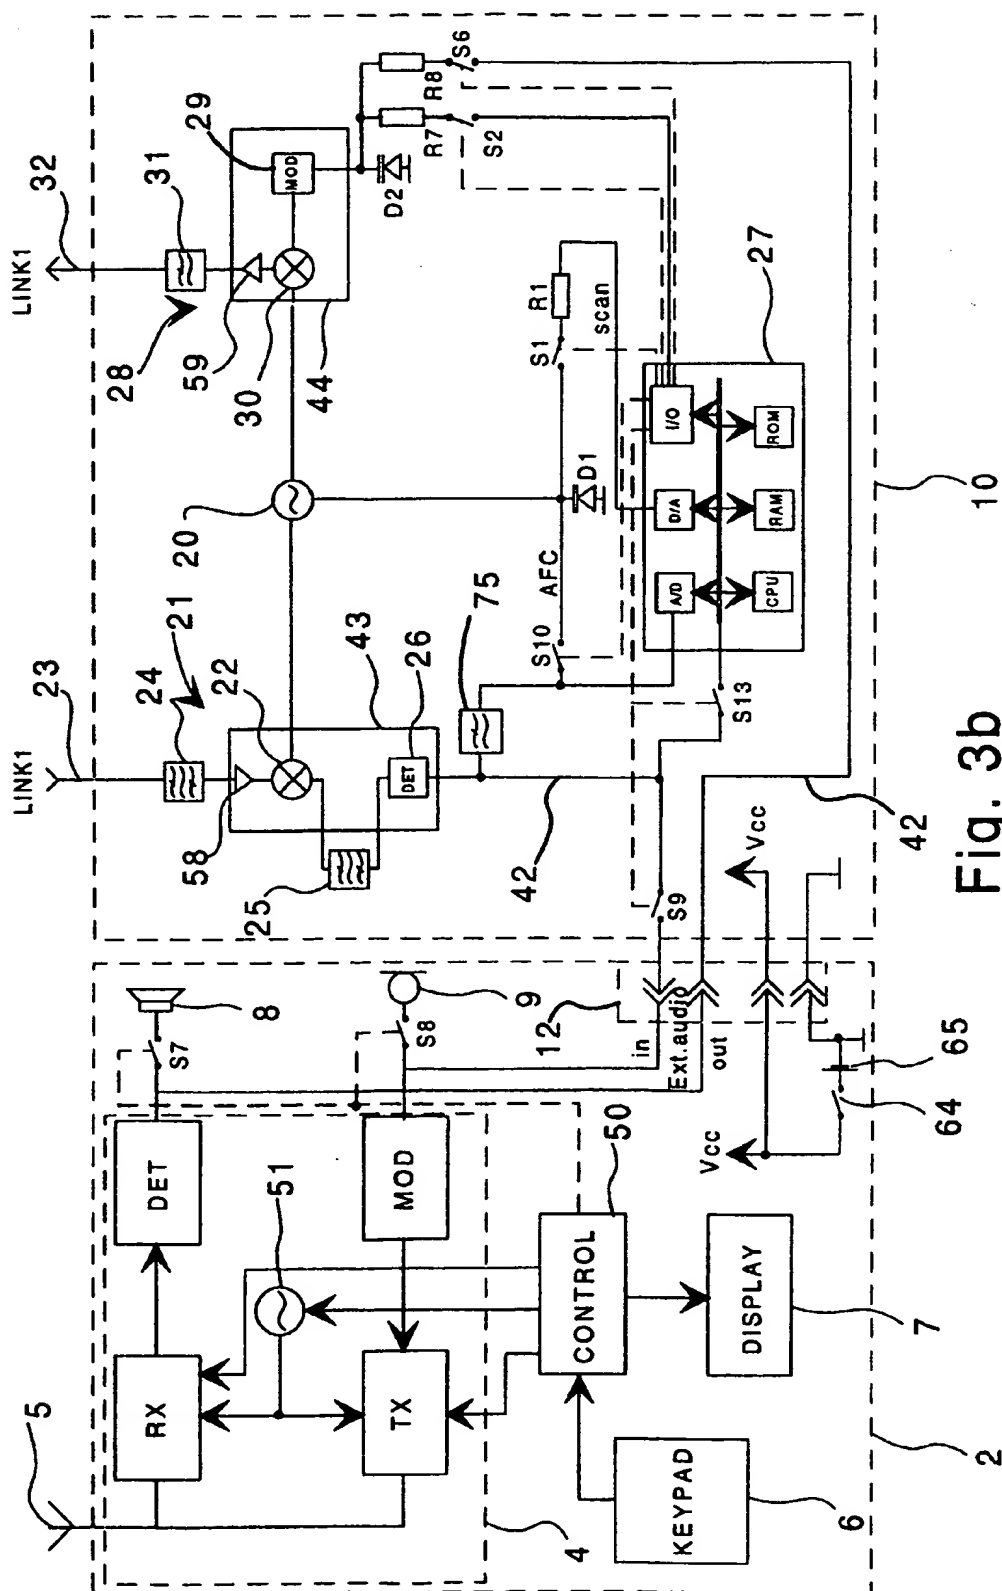 5
51
RX
DET
S7
8
TX
MOD
S8
9
4
CONTROL
50
KEYPAD
6
DISPLAY
7
2
12
in
Ext.audio
out
Vcc
64
65
LINK1
23
24
21
58
22
43
25
DET
26
42
75
S9
S13
S10
AFC
20
D1
S1
R1
scan
LINK1
32
31
28
59
30
44
MOD
29
D2
R7
R8
S2
S6
A/D
D/A
I/O
CPU
RAM
ROM
27
10
Vcc
42
Fig. 3b